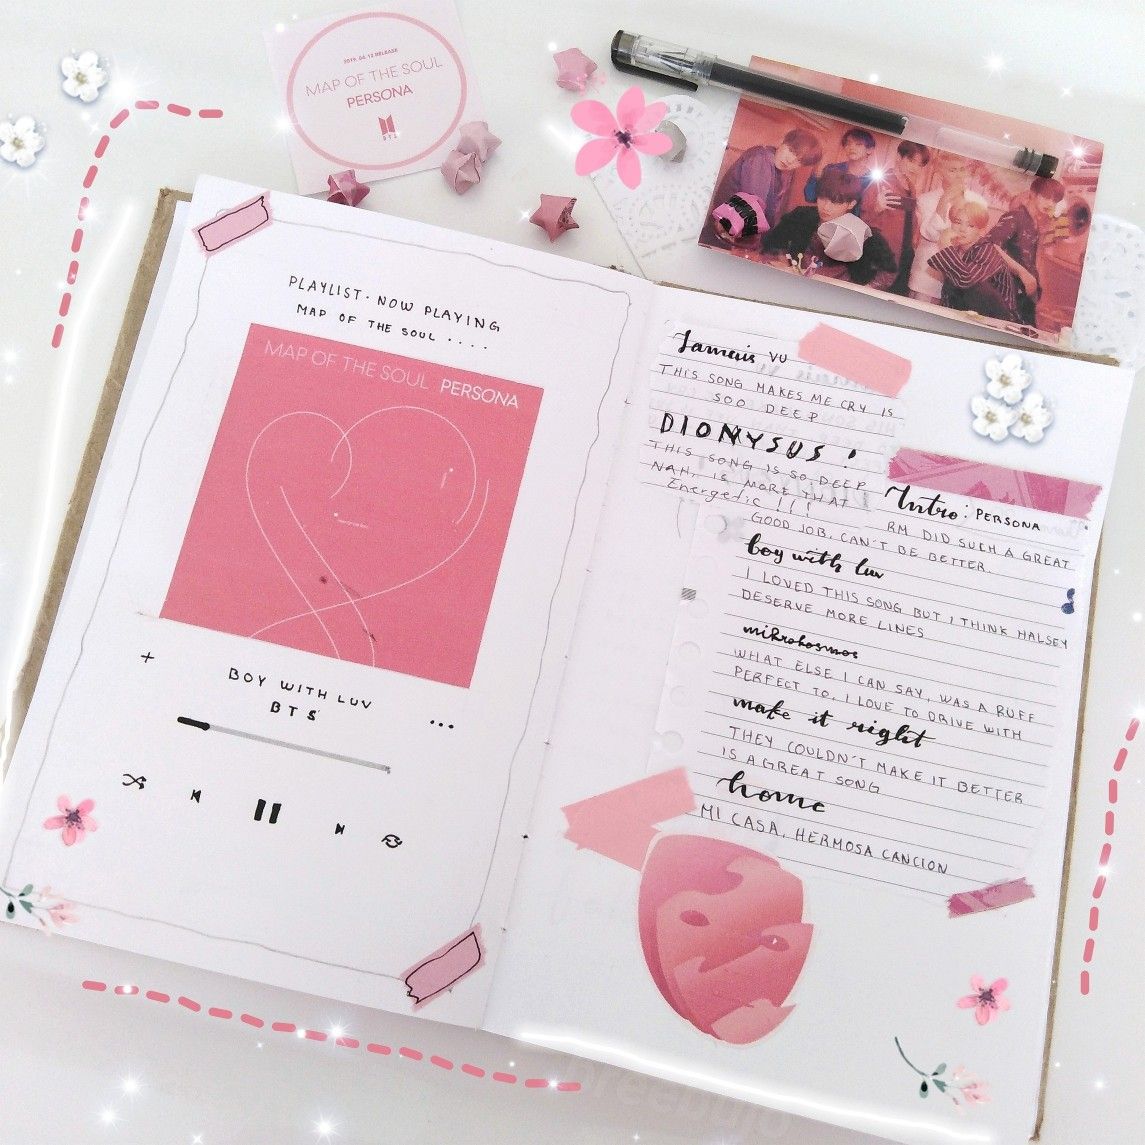 2019. 04. 12 RELEASE
MAP OF THE SOUL
PERSONA
BTS
PLAYLIST. NOW PLAYING
MAP OF THE SOUL ....
MAP OF THE SOUL PERSONA
+
BOY WITH LUV
BTS
...
Jamais VU
THIS SONG MAKES ME CRY IS
SOO DEEP
DIONYSUS !
THIS SONG IS SO DEEP
NAH, IS MORE THAT
Energetic !!!
Intro: PERSONA
RM DID SUCH A GREAT
GOOD JOB, CAN'T BE BETTER.
boy with luv
I LOVED THIS SONG BUT I THINK HALSEY
DESERVE MORE LINES
mikrokosmos
WHAT ELSE I CAN SAY, WAS A RUFF
PERFECT TO, I LOVE TO DRIVE WITH
make it right
THEY COULDN'T MAKE IT BETTER
IS A GREAT SONG
home
MI CASA, HERMOSA CANCION